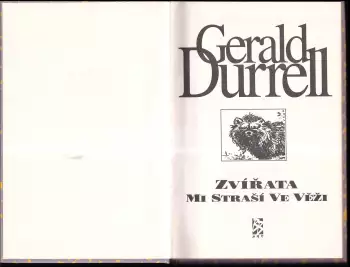 Gerald
Durrell
ZVÍŘATA
MI STRAŠÍ VE VĚŽI